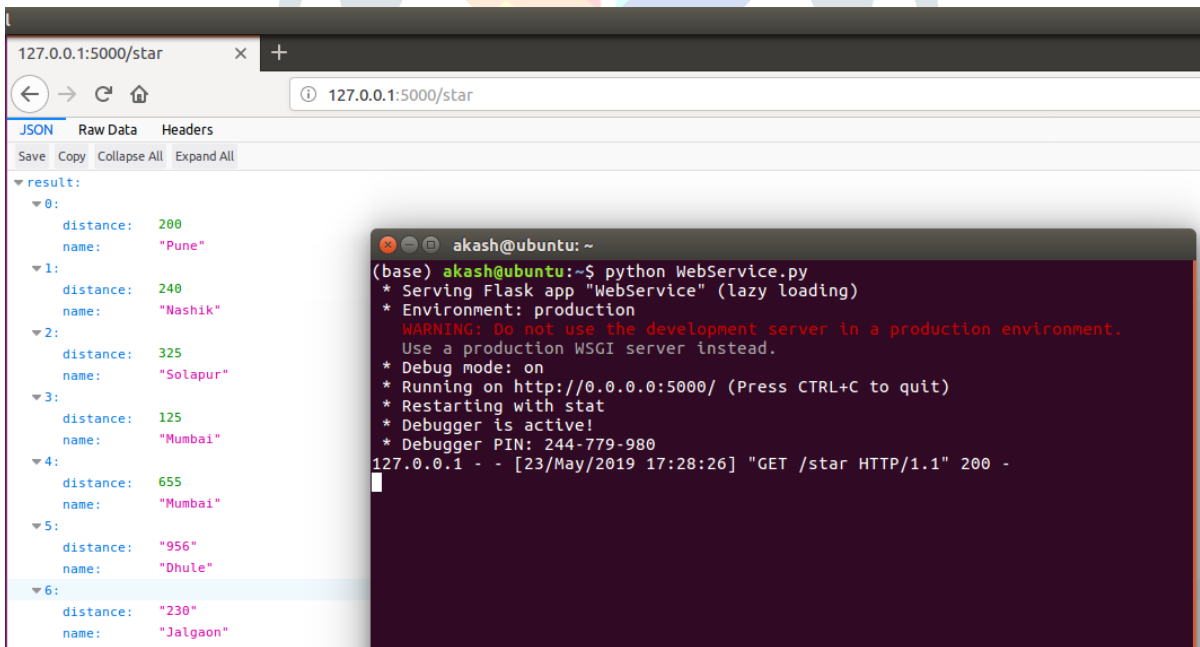 127.0.0.1:5000/star
127.0.0.1:5000/star
JSON Raw Data Headers
Save Copy Collapse All Expand All
result:
0:
distance: 200
name: "Pune"
1:
distance: 240
name: "Nashik"
2:
distance: 325
name: "Solapur"
3:
distance: 125
name: "Mumbai"
4:
distance: 655
name: "Mumbai"
5:
distance: "956"
name: "Dhule"
6:
distance: "230"
name: "Jalgaon"
akash@ubuntu: ~
(base) akash@ubuntu:~$ python WebService.py
* Serving Flask app "WebService" (lazy loading)
* Environment: production
WARNING: Do not use the development server in a production environment.
Use a production WSGI server instead.
* Debug mode: on
* Running on http://0.0.0.0:5000/ (Press CTRL+C to quit)
* Restarting with stat
* Debugger is active!
* Debugger PIN: 244-779-980
127.0.0.1 - - [23/May/2019 17:28:26] "GET /star HTTP/1.1" 200 -